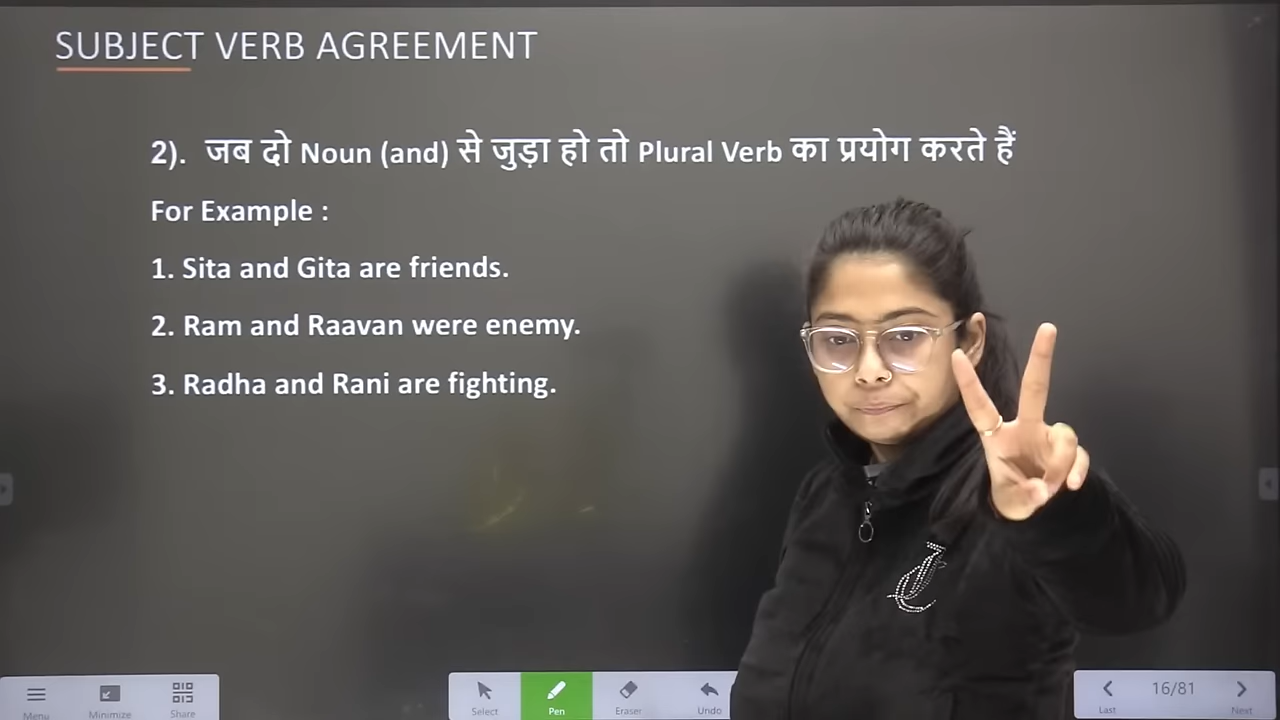 SUBJECT VERB AGREEMENT
2). जब दो Noun (and) से जुड़ा हो तो Plural Verb का प्रयोग करते हैं
For Example :
1. Sita and Gita are friends.
2. Ram and Raavan were enemy.
3. Radha and Rani are fighting.
Menu Minimize Share Select Pen Eraser Undo Last 16/81 Next